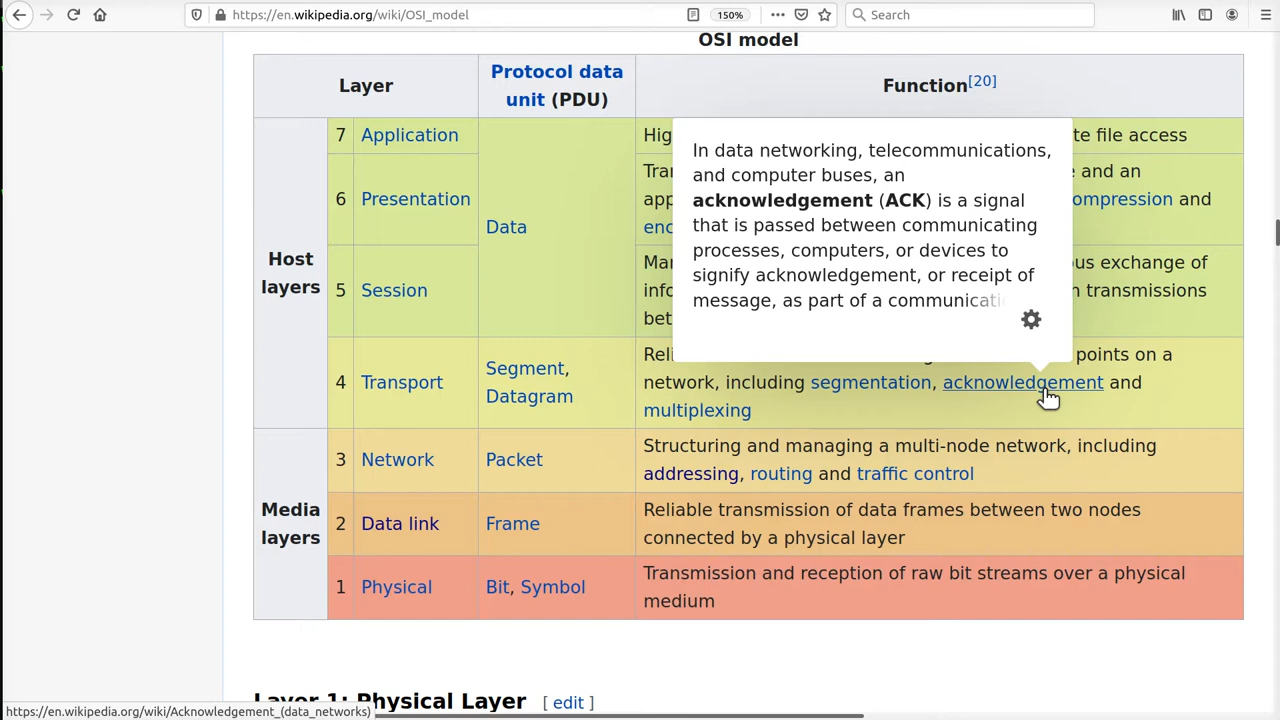 https://en.wikipedia.org/wiki/OSI_model
150%
Search
OSI model
Layer
Protocol data
unit (PDU)
Function[20]
Host
layers
7
Application
Data
Hig
te file access
6
Presentation
Tra
e and an
app
ompression and
enc
5
Session
Mar
us exchange of
info
n transmissions
bet
In data networking, telecommunications,
and computer buses, an
acknowledgement (ACK) is a signal
that is passed between communicating
processes, computers, or devices to
signify acknowledgement, or receipt of
message, as part of a communicati
4
Transport
Segment,
Datagram
Reli
points on a
network, including segmentation, acknowledgement and
multiplexing
Media
layers
3
Network
Packet
Structuring and managing a multi-node network, including
addressing, routing and traffic control
2
Data link
Frame
Reliable transmission of data frames between two nodes
connected by a physical layer
1
Physical
Bit, Symbol
Transmission and reception of raw bit streams over a physical
medium
Layer 1: Physical Layer [ edit ]
https://en.wikipedia.org/wiki/Acknowledgement_(data_networks)